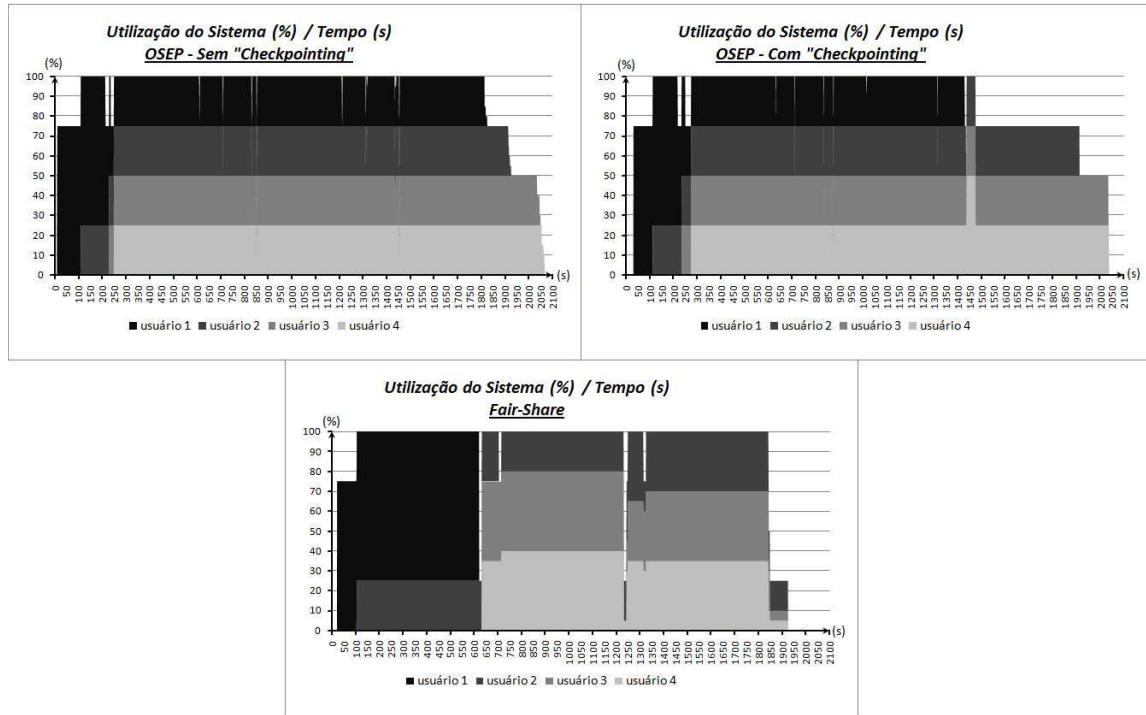 Utilização do Sistema (%) / Tempo (s)
OSEP - Sem "Checkpointing"
(%)
100
90
80
70
60
50
40
30
20
10
0
(s)
0 50 100 150 200 250 300 350 400 450 500 550 600 650 700 750 800 850 900 950 1000 1050 1100 1150 1200 1250 1300 1350 1400 1450 1500 1550 1600 1650 1700 1750 1800 1850 1900 1950 2000 2050 2100
usuário 1 usuário 2 usuário 3 usuário 4
Utilização do Sistema (%) / Tempo (s)
OSEP - Com "Checkpointing"
(%)
100
90
80
70
60
50
40
30
20
10
0
(s)
0 50 100 150 200 250 300 350 400 450 500 550 600 650 700 750 800 850 900 950 1000 1050 1100 1150 1200 1250 1300 1350 1400 1450 1500 1550 1600 1650 1700 1750 1800 1850 1900 1950 2000 2050 2100
usuário 1 usuário 2 usuário 3 usuário 4
Utilização do Sistema (%) / Tempo (s)
Fair-Share
(%)
100
90
80
70
60
50
40
30
20
10
0
(s)
0 50 100 150 200 250 300 350 400 450 500 550 600 650 700 750 800 850 900 950 1000 1050 1100 1150 1200 1250 1300 1350 1400 1450 1500 1550 1600 1650 1700 1750 1800 1850 1900 1950 2000 2050 2100
usuário 1 usuário 2 usuário 3 usuário 4